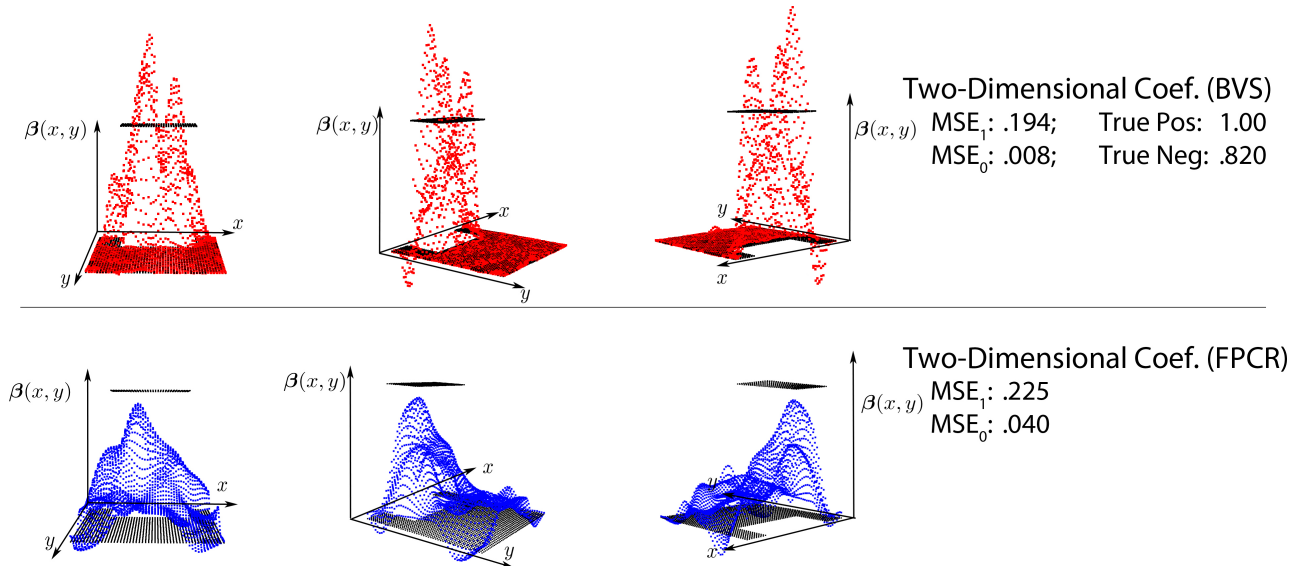 β(x, y)
x
y
β(x, y)
x
y
β(x, y)
y
x
Two-Dimensional Coef. (BVS)
MSE₁: .194; True Pos: 1.00
MSE₀: .008; True Neg: .820
β(x, y)
x
y
β(x, y)
x
y
β(x, y)
y
x
Two-Dimensional Coef. (FPCR)
MSE₁: .225
MSE₀: .040